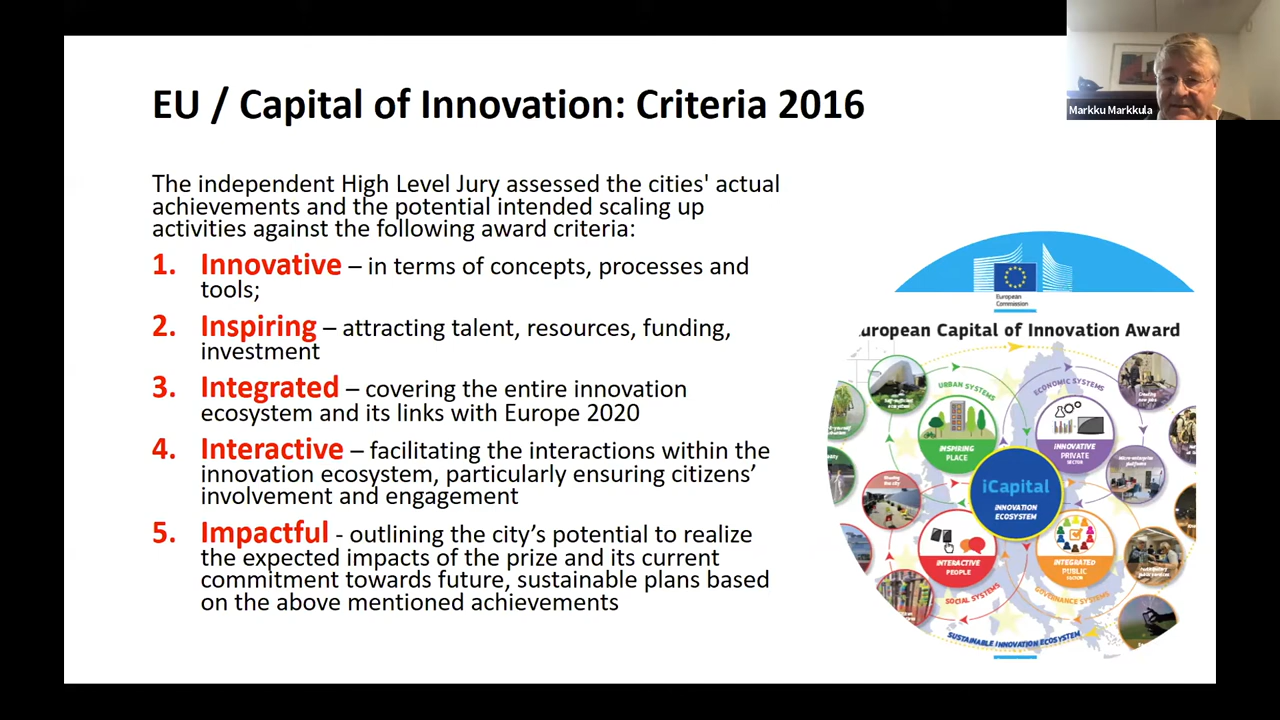 Markku Markkula
EU / Capital of Innovation: Criteria 2016
The independent High Level Jury assessed the cities' actual
achievements and the potential intended scaling up
activities against the following award criteria:
1. Innovative – in terms of concepts, processes and
tools;
2. Inspiring – attracting talent, resources, funding,
investment
3. Integrated – covering the entire innovation
ecosystem and its links with Europe 2020
4. Interactive – facilitating the interactions within the
innovation ecosystem, particularly ensuring citizens’
involvement and engagement
5. Impactful - outlining the city’s potential to realize
the expected impacts of the prize and its current
commitment towards future, sustainable plans based
on the above mentioned achievements
European
Commission
uropean Capital of Innovation Award
URBAN SYSTEMS
ECONOMIC SYSTEMS
Creating
new jobs
INSPIRING
PLACE
INNOVATIVE
PRIVATE
SECTOR
Micro-enterprise
platforms
iCapital
INNOVATION
ECOSYSTEM
INTERACTIVE
PEOPLE
INTEGRATED
PUBLIC
SECTOR
SOCIAL SYSTEMS
GOVERNANCE SYSTEMS
SUSTAINABLE INNOVATION ECOSYSTEM